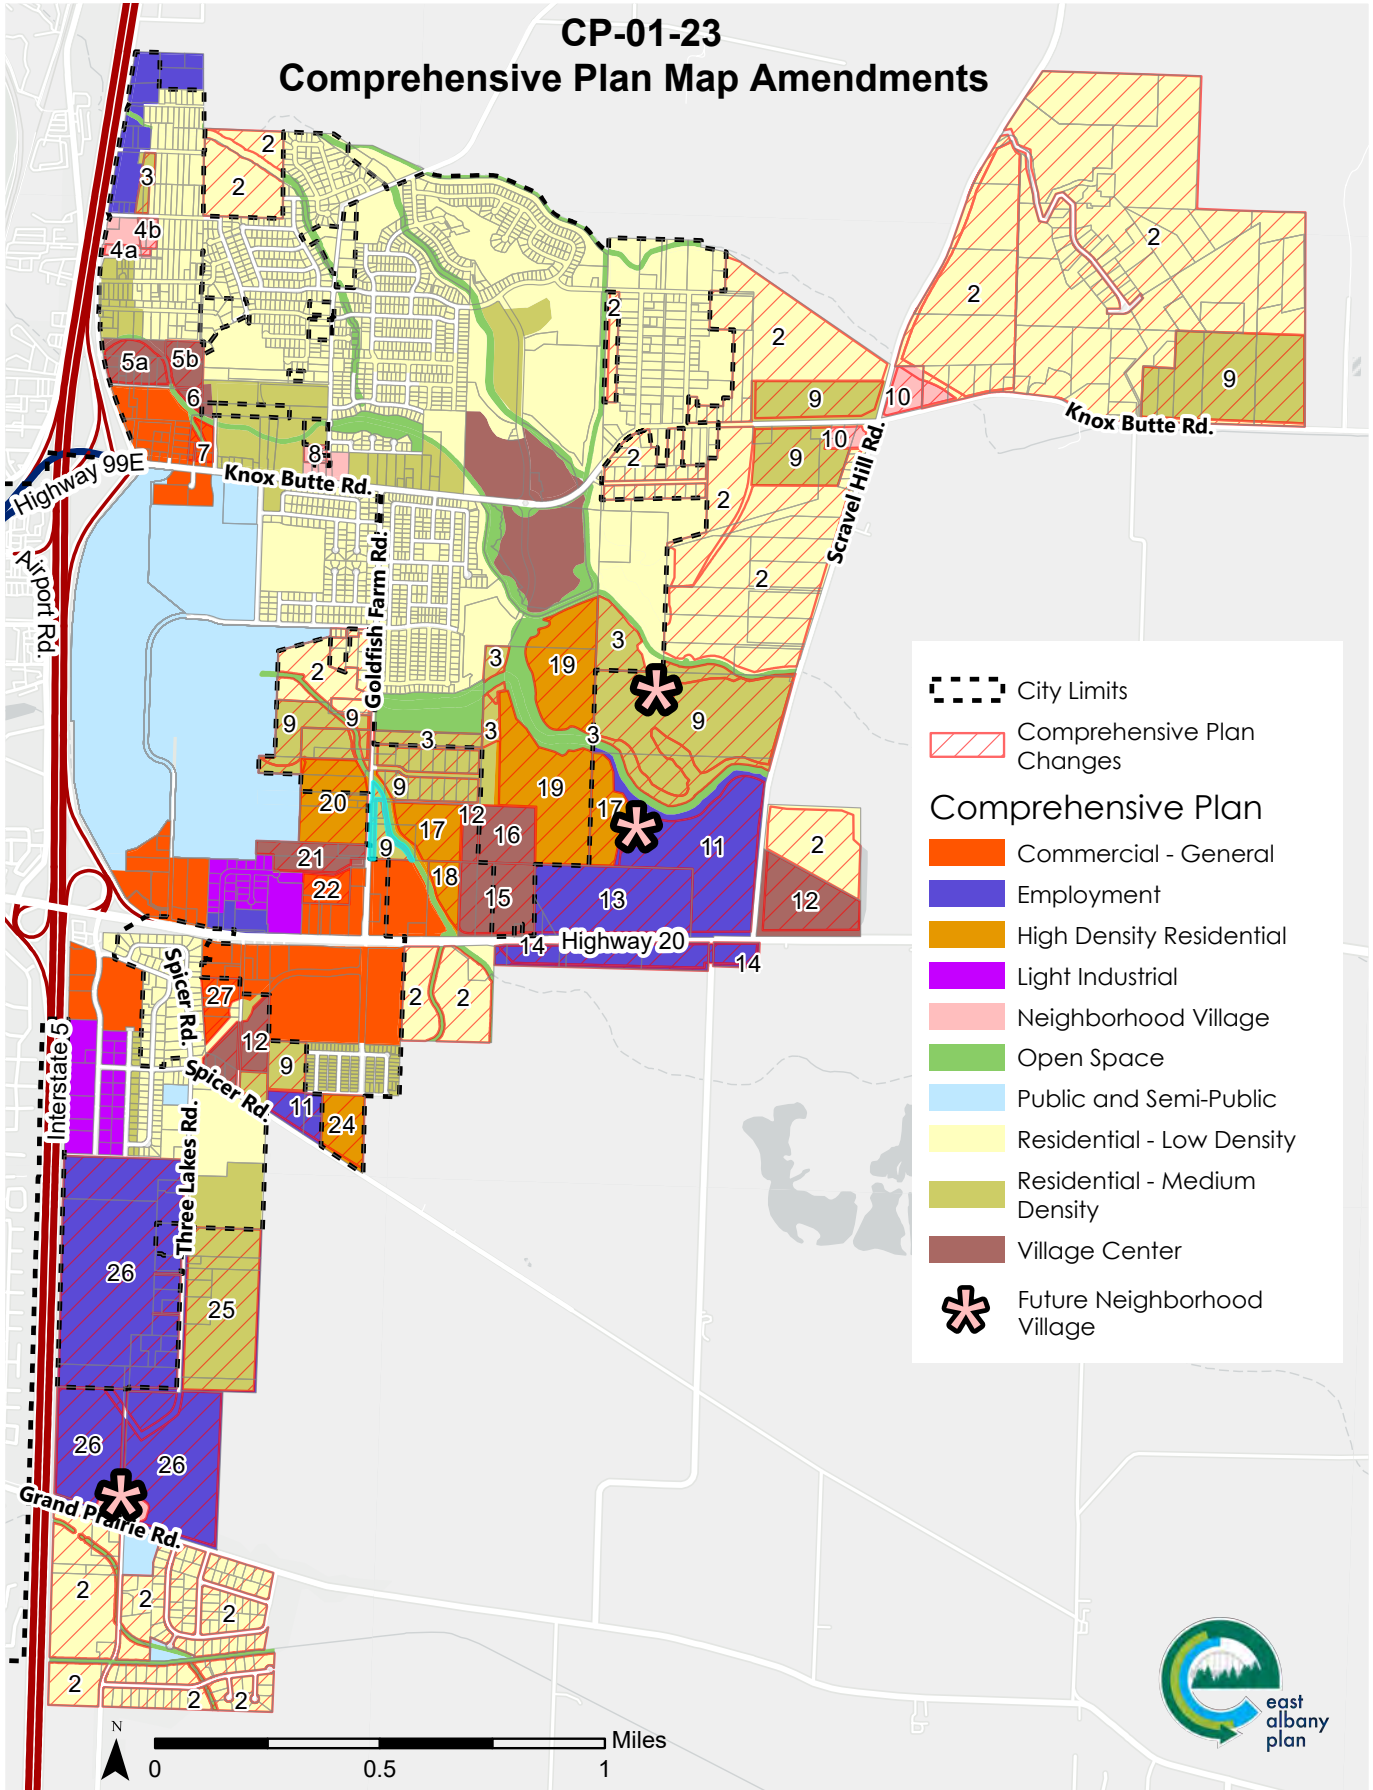 CP-01-23
Comprehensive Plan Map Amendments
2
2
3
4b
4a
2
2
2
2
5a
5b
6
9
9
10
10
7
8
2
9
Knox Butte Rd.
Highway 99E
Knox Butte Rd.
2
Scravel Hill Rd.
Airport Rd.
Goldfish Farm Rd.
2
3
3
19
2
9
9
3
3
3
9
9
19
17
20
12
16
17
11
2
21
9
18
22
15
13
12
14
Highway 20
14
Spicer Rd.
27
2
2
12
9
Interstate 5
Spicer Rd.
11
24
Three Lakes Rd.
26
25
26
26
Grand Prairie Rd.
2
2
2
2
2
2
City Limits
Comprehensive Plan
Changes
Comprehensive Plan
Commercial - General
Employment
High Density Residential
Light Industrial
Neighborhood Village
Open Space
Public and Semi-Public
Residential - Low Density
Residential - Medium
Density
Village Center
Future Neighborhood
Village
N
Miles
0
0.5
1
east
albany
plan